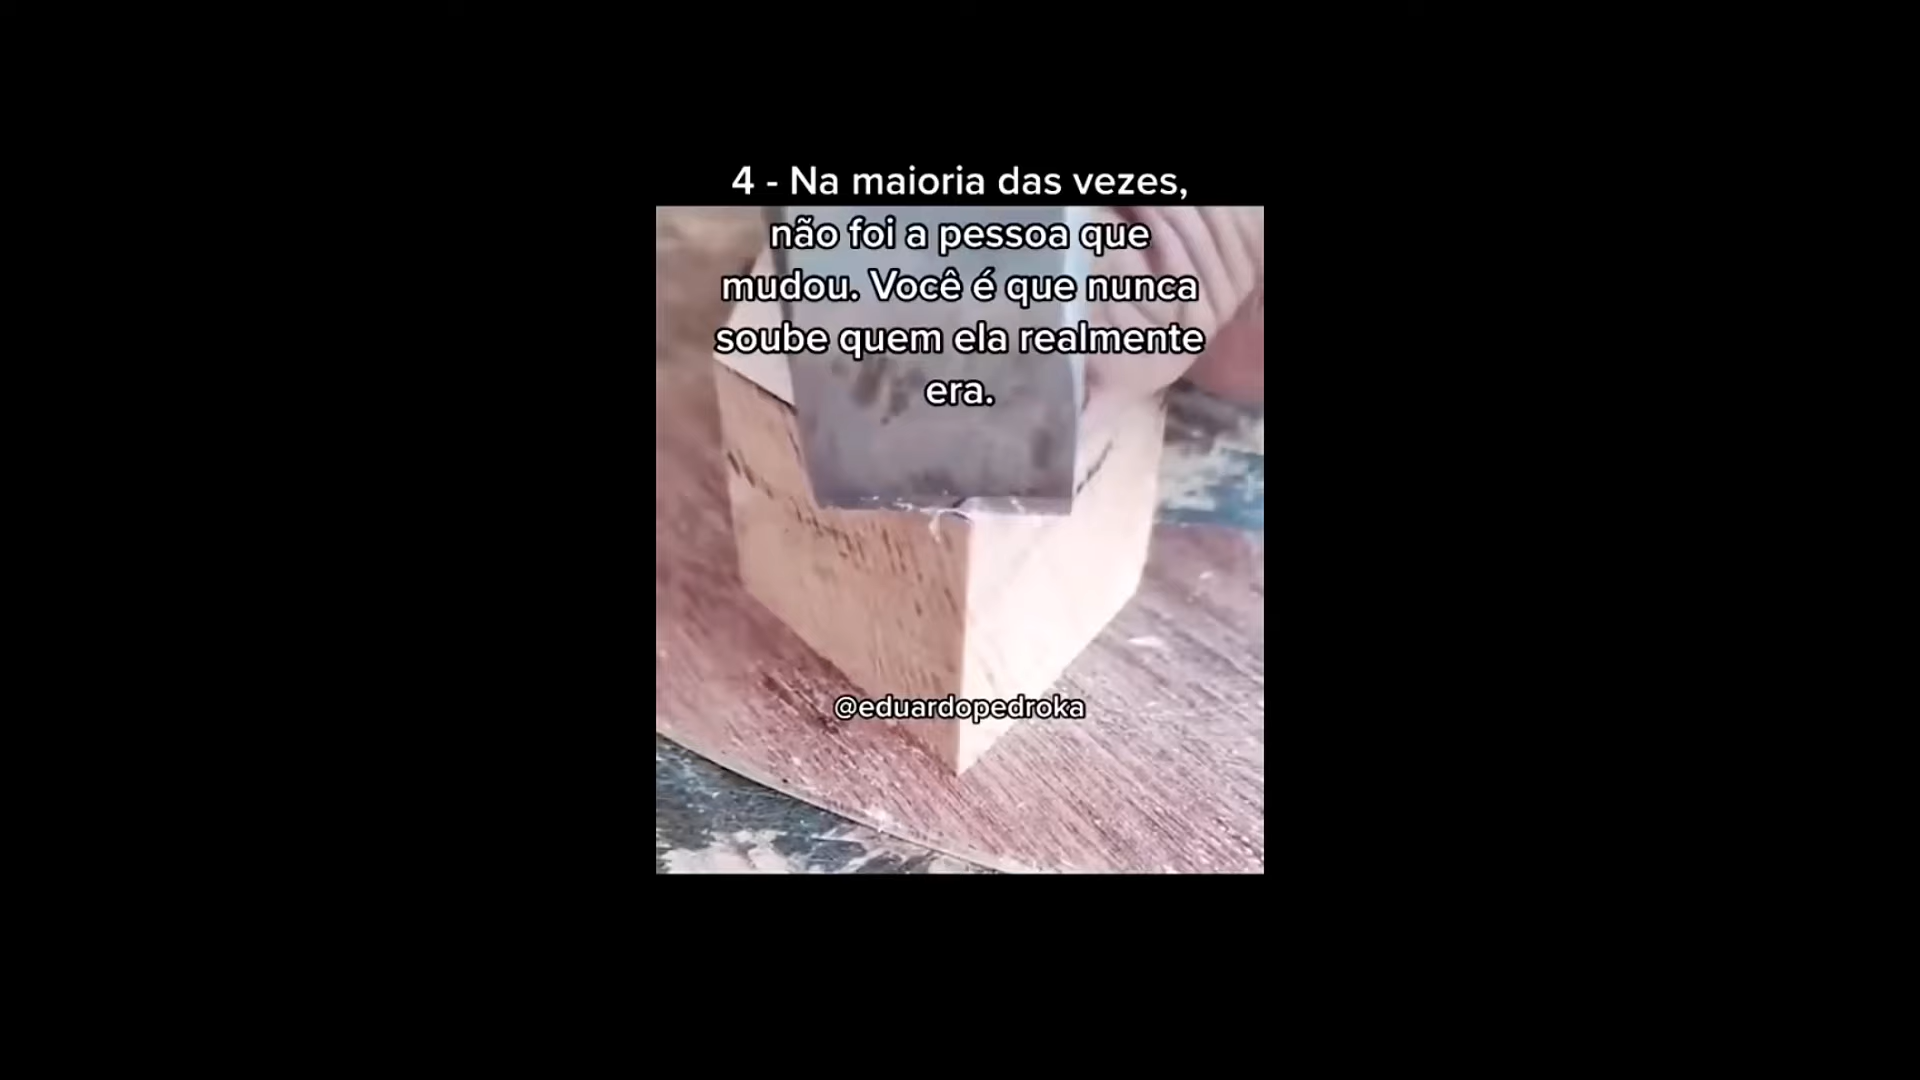 4 - Na maioria das vezes,
não foi a pessoa que
mudou. Você é que nunca
soube quem ela realmente
era.
@eduardopedroka